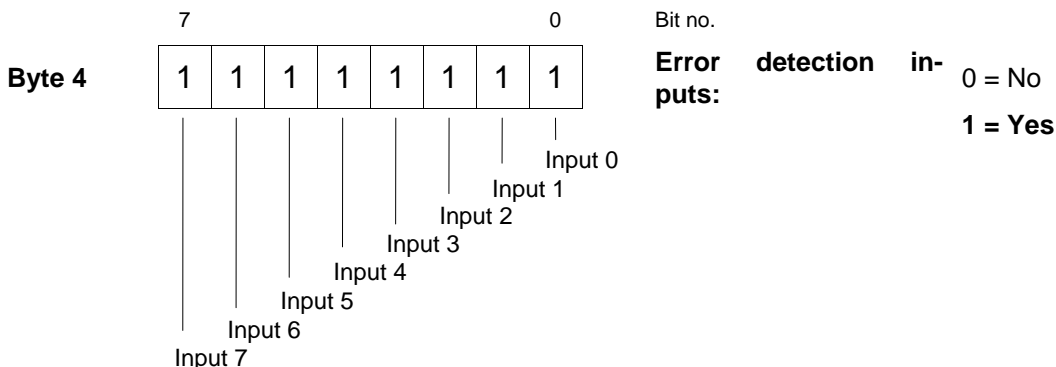 7 0 Bit no.
Byte 4 1 1 1 1 1 1 1 1
Error detection in-
puts:
0 = No
1 = Yes
Input 0
Input 1
Input 2
Input 3
Input 4
Input 5
Input 6
Input 7